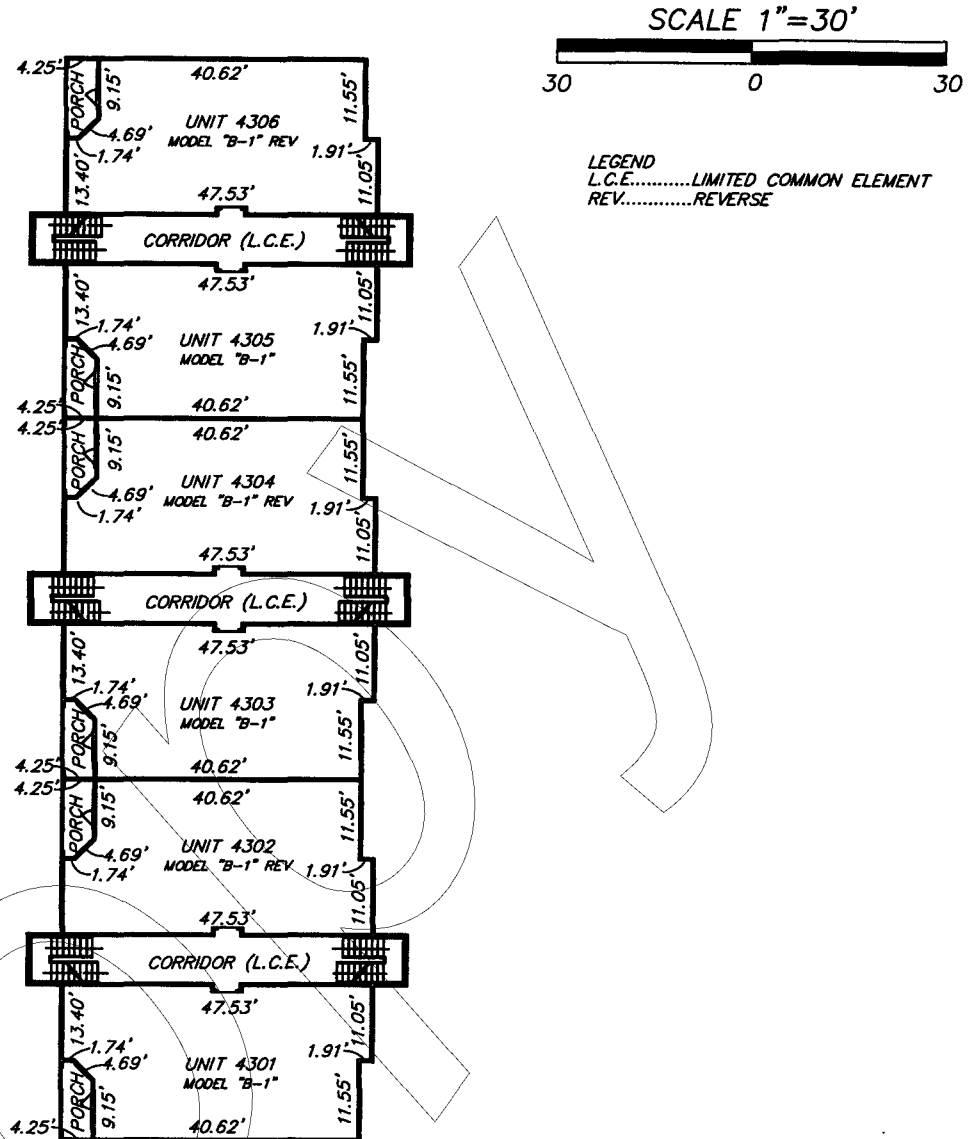 SCALE 1"=30'
30 0 30
LEGEND
L.C.E...........LIMITED COMMON ELEMENT
REV............REVERSE
4.25'
40.62'
PORCH
9.15'
11.55'
UNIT 4306
MODEL "B-1" REV
4.69'
1.74'
1.91'
13.40'
11.05'
47.53'
CORRIDOR (L.C.E.)
47.53'
13.40'
11.05'
1.74'
4.69'
1.91'
UNIT 4305
MODEL "B-1"
PORCH
9.15'
11.55'
4.25'
40.62'
4.25'
40.62'
PORCH
9.15'
11.55'
UNIT 4304
MODEL "B-1" REV
4.69'
1.74'
1.91'
11.05'
47.53'
CORRIDOR (L.C.E.)
47.53'
13.40'
11.05'
1.74'
4.69'
1.91'
UNIT 4303
MODEL "B-1"
PORCH
9.15'
11.55'
4.25'
40.62'
4.25'
40.62'
PORCH
9.15'
11.55'
UNIT 4302
MODEL "B-1" REV
4.69'
1.74'
1.91'
11.05'
47.53'
CORRIDOR (L.C.E.)
47.53'
13.40'
11.05'
1.74'
4.69'
1.91'
UNIT 4301
MODEL "B-1"
PORCH
9.15'
11.55'
4.25'
40.62'